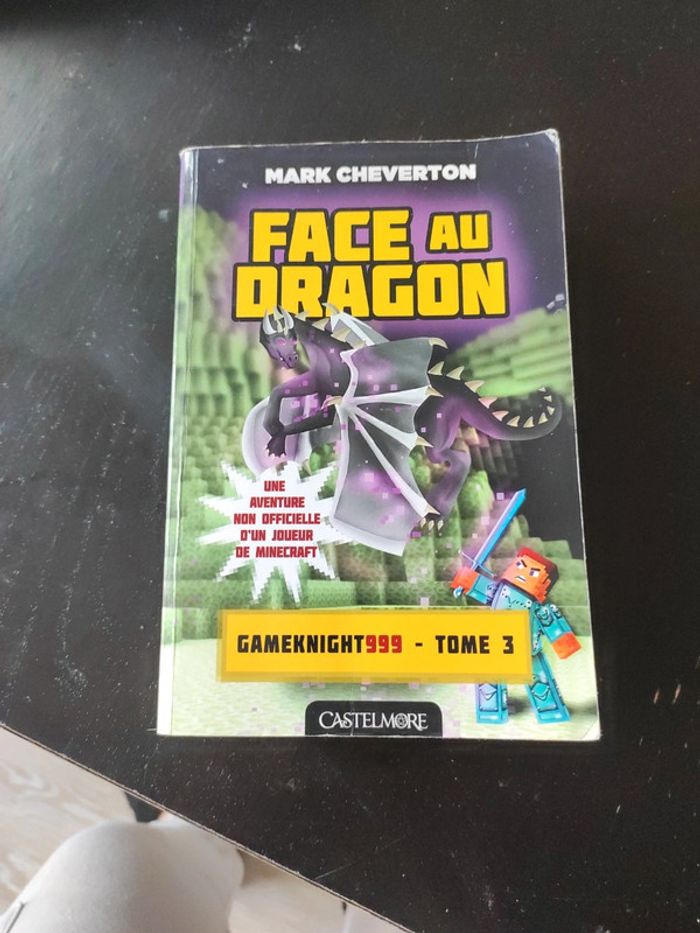 MARK CHEVERTON
FACE AU
DRAGON
UNE
AVENTURE
NON OFFICIELLE
D'UN JOUEUR
DE MINECRAFT
GAMEKNIGHT999 - TOME 3
CASTELMORE